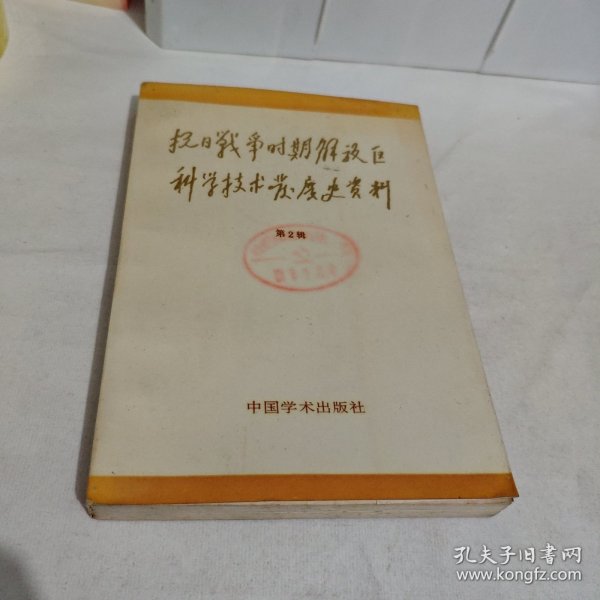 抗日战争时期解放区
科学技术发展史资料
第2辑
中国学术出版社
孔夫子旧书网
www.kongfz.com